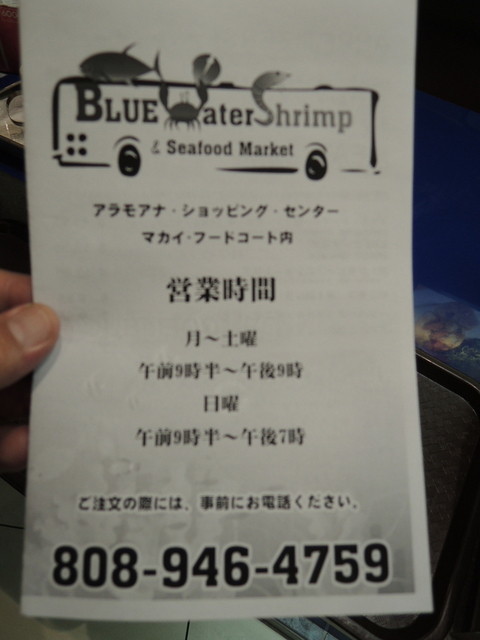 BLUE Water Shrimp
& Seafood Market
アラモアナ・ショッピング・センター
マカイ・フードコート内
営業時間
月～土曜
午前9時半～午後9時
日曜
午前9時半～午後7時
ご注文の際には、事前にお電話ください。
808-946-4759